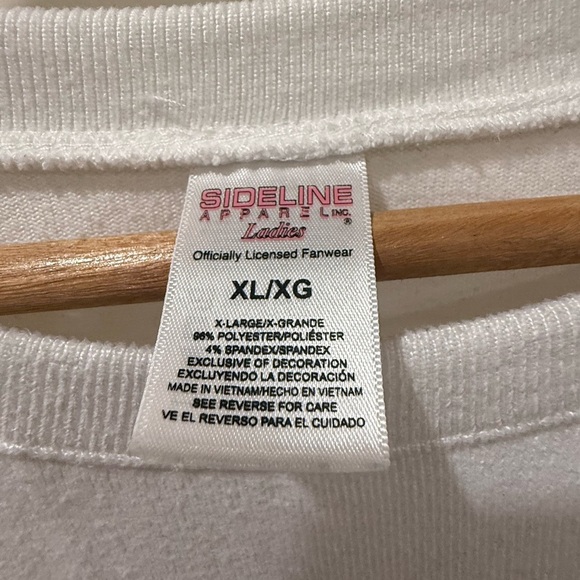 SIDELINE
APPAREL INC.®
Ladies
Officially Licensed Fanwear
XL/XG
X-LARGE/X-GRANDE
96% POLYESTER/POLIÉSTER
4% SPANDEX/SPANDEX
EXCLUSIVE OF DECORATION
EXCLUYENDO LA DECORACIÓN
MADE IN VIETNAM/HECHO EN VIETNAM
SEE REVERSE FOR CARE
VE EL REVERSO PARA EL CUIDADO